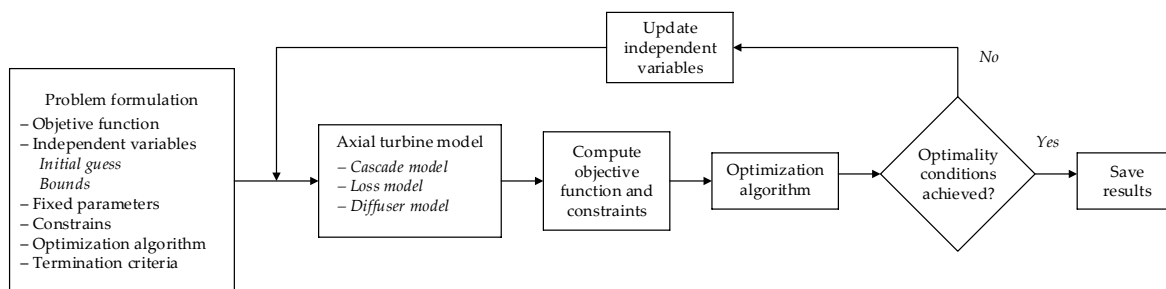 Problem formulation
– Objetive function
– Independent variables
Initial guess
Bounds
– Fixed parameters
– Constrains
– Optimization algorithm
– Termination criteria
Axial turbine model
– Cascade model
– Loss model
– Diffuser model
Compute
objective
function and
constraints
Optimization
algorithm
Optimality
conditions
achieved?
No
Update
independent
variables
Yes
Save
results